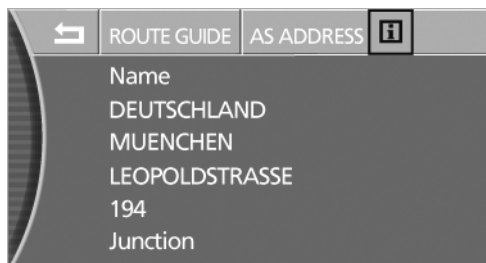 ROUTE GUIDE AS ADDRESS i
Name
DEUTSCHLAND
MUENCHEN
LEOPOLDSTRASSE
194
Junction